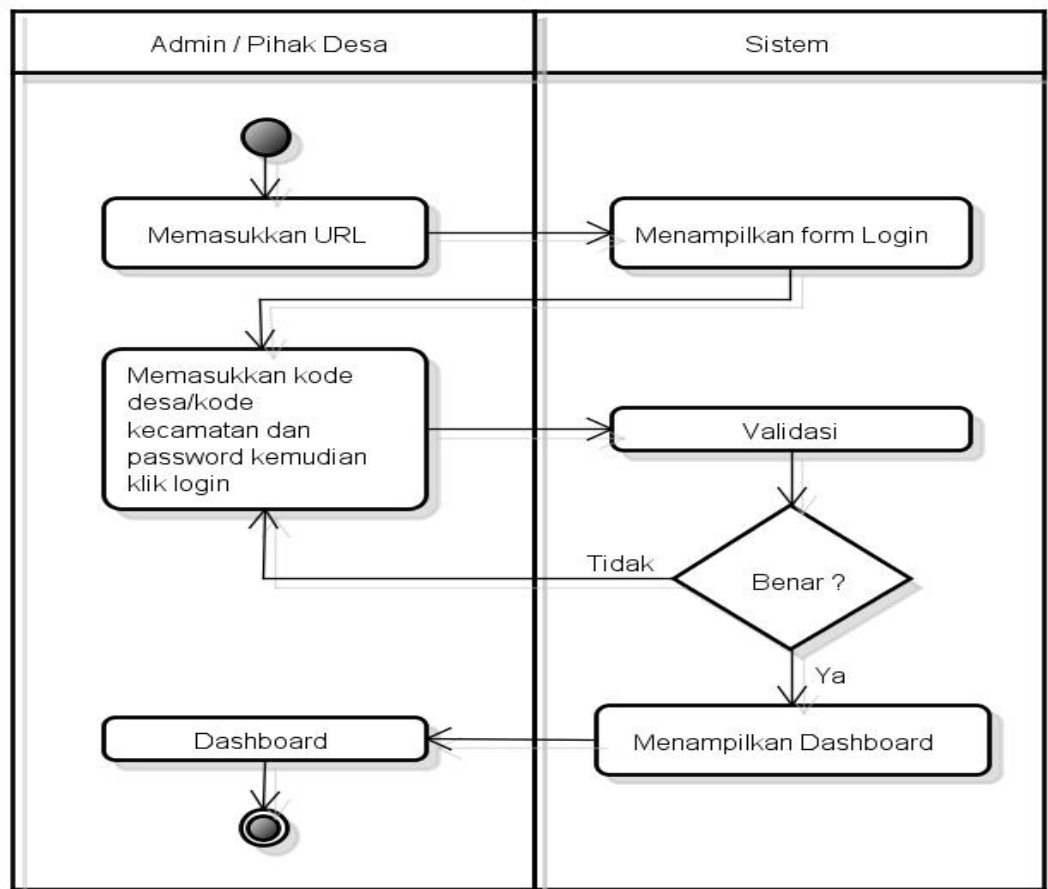 Admin / Pihak Desa
Sistem
Memasukkan URL
Menampilkan form Login
Memasukkan kode
desa/kode
kecamatan dan
password kemudian
klik login
Validasi
Tidak
Benar ?
Ya
Dashboard
Menampilkan Dashboard